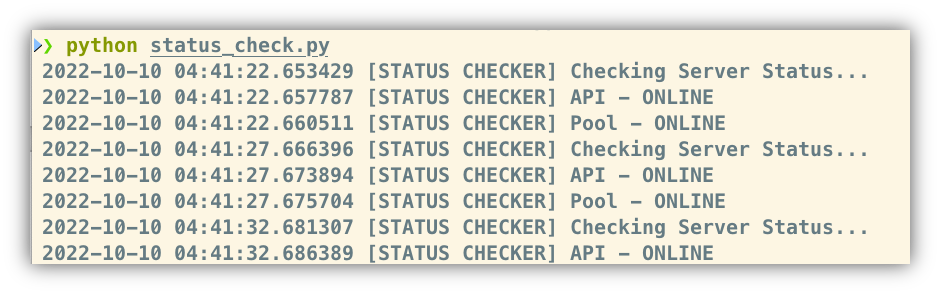 ❯ python status_check.py
2022-10-10 04:41:22.653429 [STATUS CHECKER] Checking Server Status...
2022-10-10 04:41:22.657787 [STATUS CHECKER] API - ONLINE
2022-10-10 04:41:22.660511 [STATUS CHECKER] Pool - ONLINE
2022-10-10 04:41:27.666396 [STATUS CHECKER] Checking Server Status...
2022-10-10 04:41:27.673894 [STATUS CHECKER] API - ONLINE
2022-10-10 04:41:27.675704 [STATUS CHECKER] Pool - ONLINE
2022-10-10 04:41:32.681307 [STATUS CHECKER] Checking Server Status...
2022-10-10 04:41:32.686389 [STATUS CHECKER] API - ONLINE